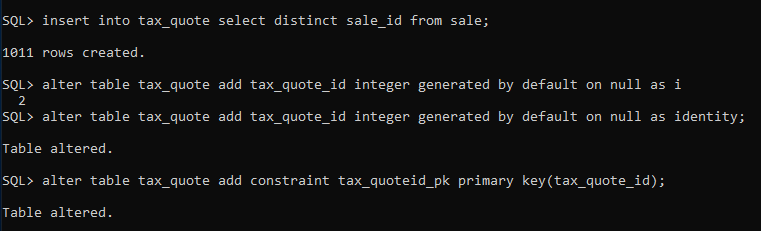 SQL> insert into tax_quote select distinct sale_id from sale;
1011 rows created.
SQL> alter table tax_quote add tax_quote_id integer generated by default on null as i
2
SQL> alter table tax_quote add tax_quote_id integer generated by default on null as identity;
Table altered.
SQL> alter table tax_quote add constraint tax_quoteid_pk primary key(tax_quote_id);
Table altered.